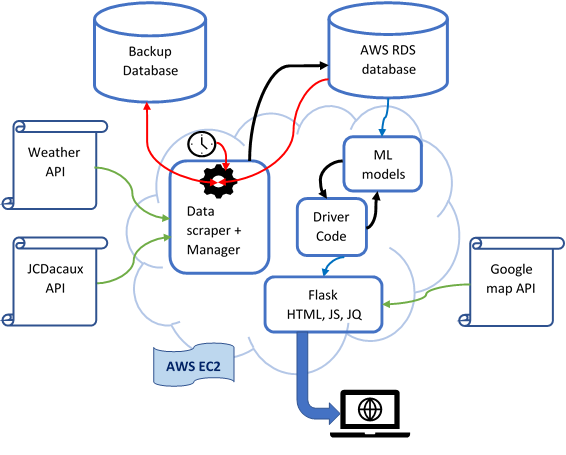 Backup
Database
AWS RDS
database
Weather
API
ML
models
Data
scraper +
Manager
Driver
Code
JCDacaux
API
Google
map API
Flask
HTML, JS, JQ
AWS EC2